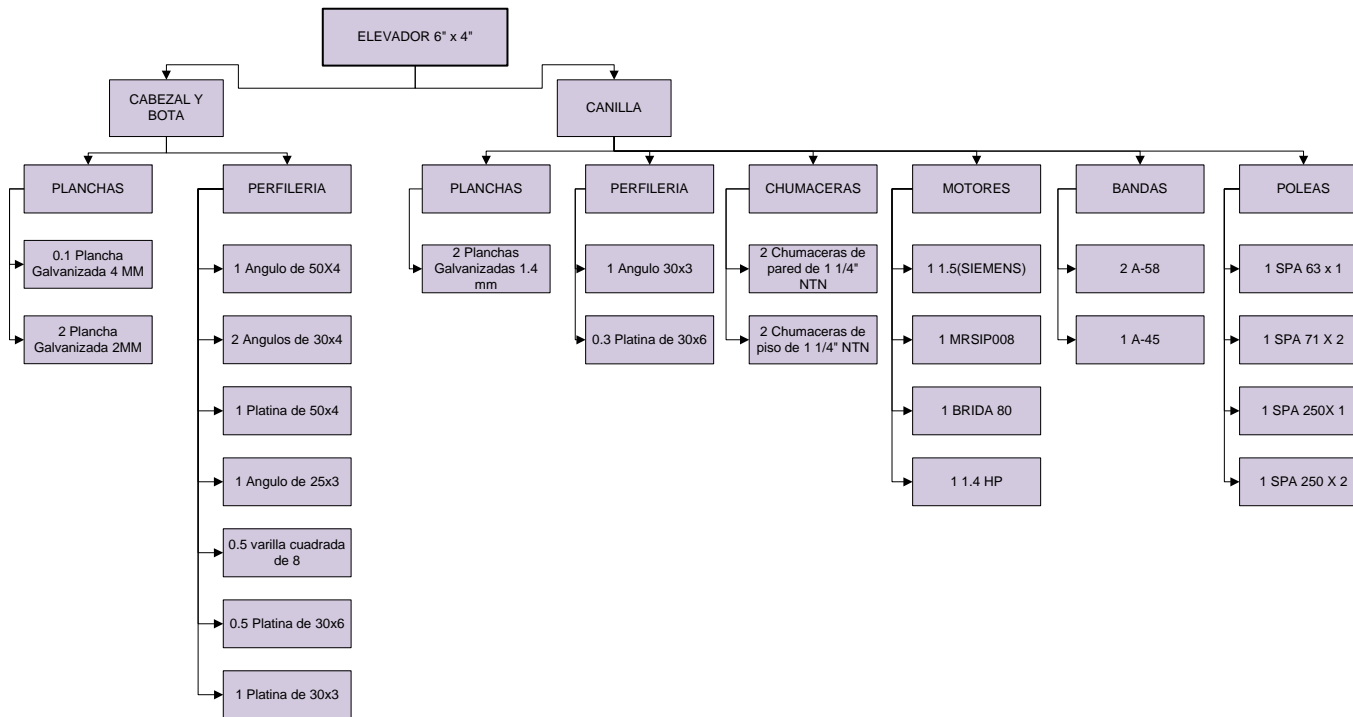 ELEVADOR 6" x 4"
CABEZAL Y
BOTA
CANILLA
PLANCHAS
PERFILERIA
PLANCHAS
PERFILERIA
CHUMACERAS
MOTORES
BANDAS
POLEAS
0.1 Plancha
Galvanizada 4 MM
2 Plancha
Galvanizada 2MM
1 Angulo de 50X4
2 Angulos de 30x4
1 Platina de 50x4
1 Angulo de 25x3
0.5 varilla cuadrada
de 8
0.5 Platina de 30x6
1 Platina de 30x3
2 Planchas
Galvanizadas 1.4
mm
1 Angulo 30x3
0.3 Platina de 30x6
2 Chumaceras de
pared de 1 1/4"
NTN
2 Chumaceras de
piso de 1 1/4" NTN
1 1.5(SIEMENS)
1 MRSIP008
1 BRIDA 80
1 1.4 HP
2 A-58
1 A-45
1 SPA 63 x 1
1 SPA 71 X 2
1 SPA 250X 1
1 SPA 250 X 2